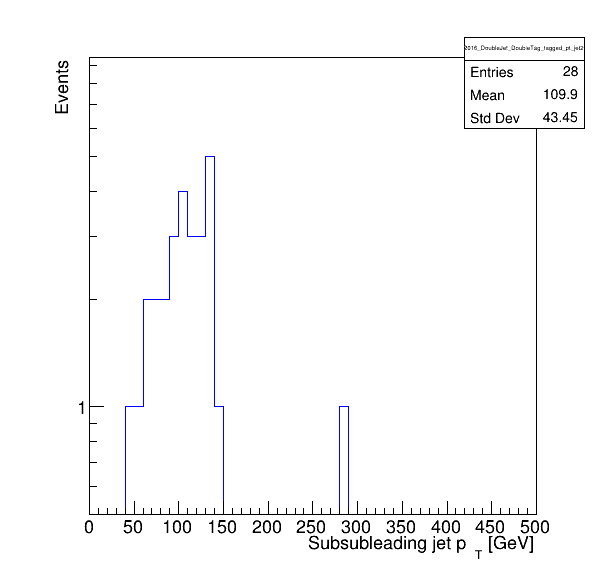 2016_DoubleJet_DoubleTag_tagged_pt_jet2
Entries 28
Mean 109.9
Std Dev 43.45
Events
1
0 50 100 150 200 250 300 350 400 450 500
Subsubleading jet p T [GeV]